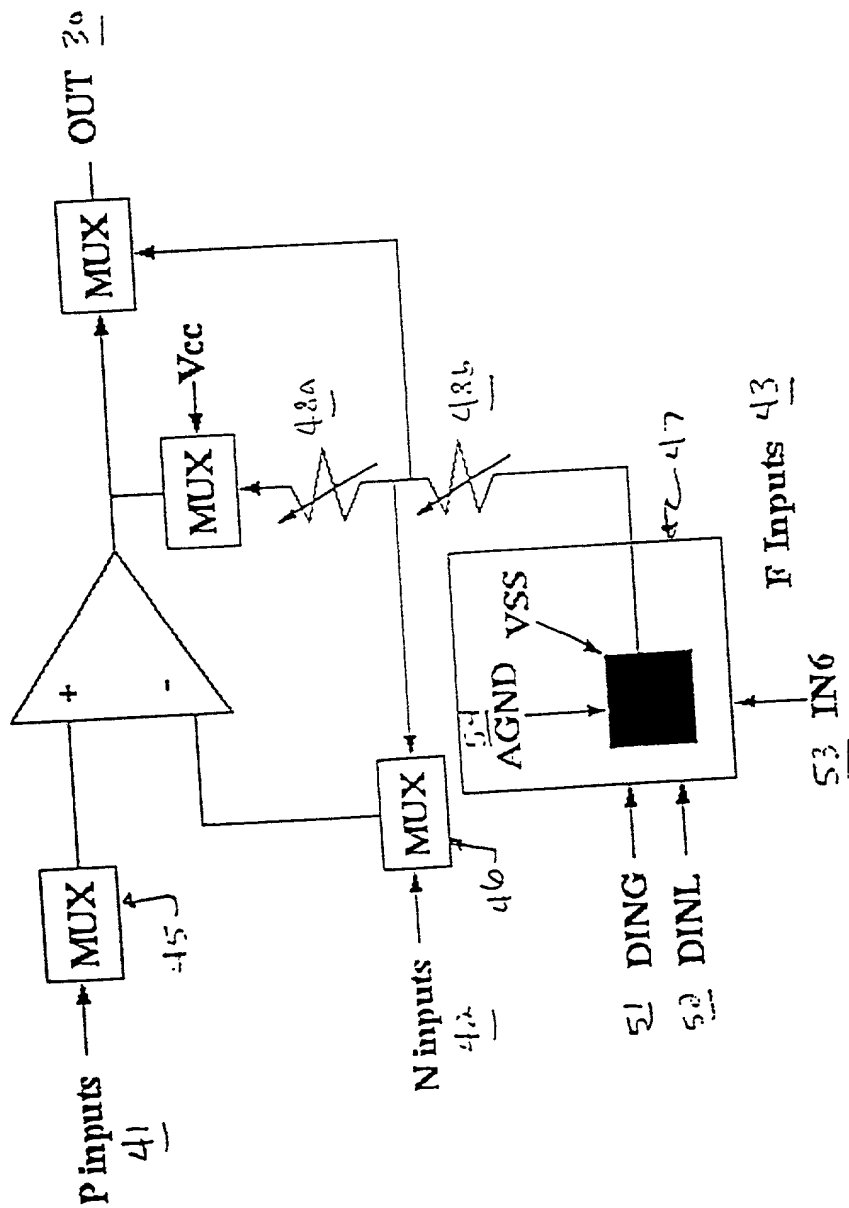 P inputs
41
MUX
45
+
-
MUX
OUT 30
MUX
Vcc
48a
48b
N inputs
42
MUX
46
54
AGND
VSS
47
51 DING
52 DINL
53 IN6
F Inputs 43